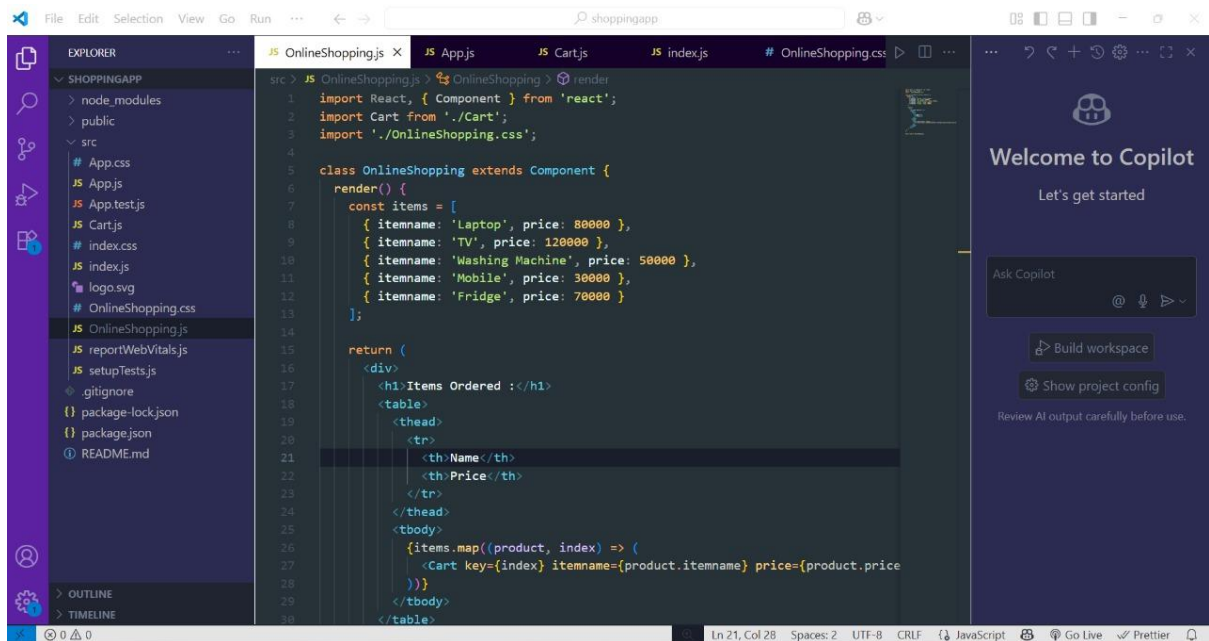 File Edit Selection View Go Run ··· ← → shoppingapp
EXPLORER ···
SHOPPINGAPP
> node_modules
> public
src
# App.css
JS App.js
JS App.test.js
JS Cart.js
# index.css
JS index.js
logo.svg
# OnlineShopping.css
JS OnlineShopping.js
JS reportWebVitals.js
JS setupTests.js
.gitignore
{} package-lock.json
{} package.json
README.md
> OUTLINE
> TIMELINE
JS OnlineShopping.js × JS App.js JS Cart.js JS index.js # OnlineShopping.css
src > JS OnlineShopping.js > OnlineShopping > render
1 import React, { Component } from 'react';
2 import Cart from './Cart';
3 import './OnlineShopping.css';
4
5 class OnlineShopping extends Component {
6 render() {
7 const items = [
8 { itemname: 'Laptop', price: 80000 },
9 { itemname: 'TV', price: 120000 },
10 { itemname: 'Washing Machine', price: 50000 },
11 { itemname: 'Mobile', price: 30000 },
12 { itemname: 'Fridge', price: 70000 }
13 ];
14
15 return (
16 <div>
17 <h1>Items Ordered :</h1>
18 <table>
19 <thead>
20 <tr>
21 <th>Name</th>
22 <th>Price</th>
23 </tr>
24 </thead>
25 <tbody>
26 {items.map((product, index) => (
27 <Cart key={index} itemname={product.itemname} price={product.price
28 ))}
29 </tbody>
30 </table>
Welcome to Copilot
Let's get started
Ask Copilot
Build workspace
Show project config
Review AI output carefully before use.
0 0 Ln 21, Col 28 Spaces: 2 UTF-8 CRLF JavaScript Go Live Prettier